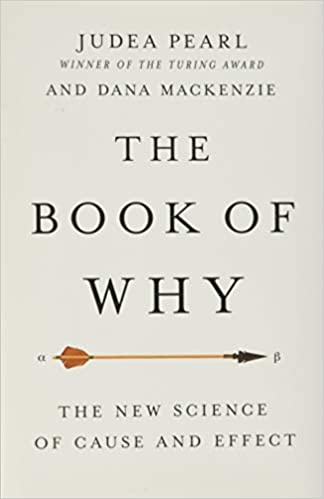 JUDEA PEARL
WINNER OF THE TURING AWARD
AND DANA MACKENZIE
THE
BOOK OF
WHY
α β
THE NEW SCIENCE
OF CAUSE AND EFFECT